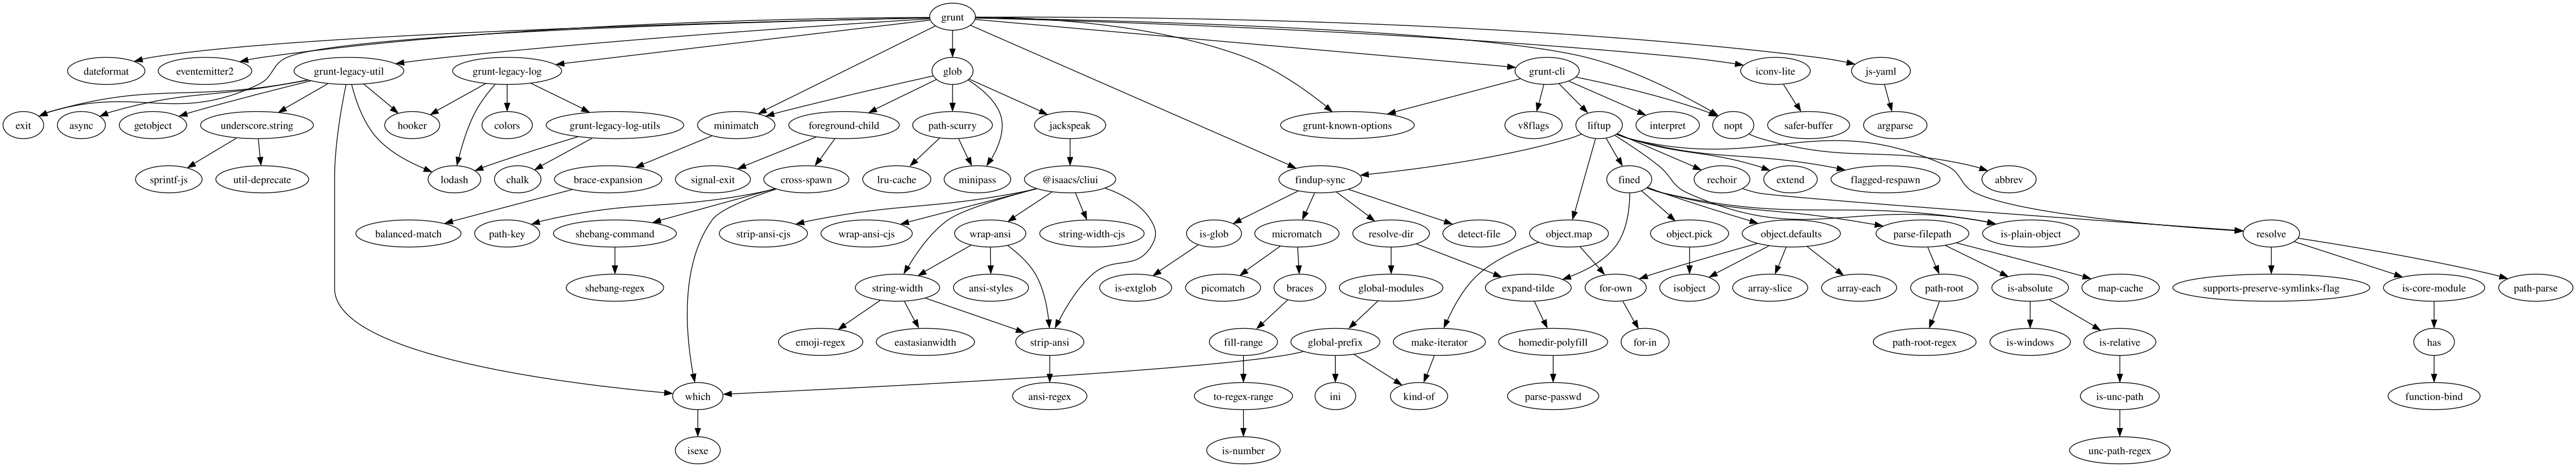 grunt
dateformat
eventemitter2
grunt-legacy-util
grunt-legacy-log
glob
grunt-cli
iconv-lite
js-yaml
exit
async
getobject
underscore.string
hooker
colors
grunt-legacy-log-utils
minimatch
foreground-child
path-scurry
jackspeak
grunt-known-options
v8flags
liftup
interpret
nopt
safer-buffer
argparse
sprintf-js
util-deprecate
lodash
chalk
brace-expansion
signal-exit
cross-spawn
lru-cache
minipass
@isaacs/cliui
findup-sync
fined
rechoir
extend
flagged-respawn
abbrev
balanced-match
path-key
shebang-command
strip-ansi-cjs
wrap-ansi-cjs
wrap-ansi
string-width-cjs
is-glob
micromatch
resolve-dir
detect-file
object.map
object.pick
object.defaults
parse-filepath
is-plain-object
resolve
shebang-regex
string-width
ansi-styles
is-extglob
picomatch
braces
global-modules
expand-tilde
for-own
isobject
array-slice
array-each
path-root
is-absolute
map-cache
supports-preserve-symlinks-flag
is-core-module
path-parse
emoji-regex
eastasianwidth
strip-ansi
fill-range
global-prefix
make-iterator
homedir-polyfill
for-in
path-root-regex
is-windows
is-relative
has
which
ansi-regex
to-regex-range
ini
kind-of
parse-passwd
is-unc-path
function-bind
isexe
is-number
unc-path-regex